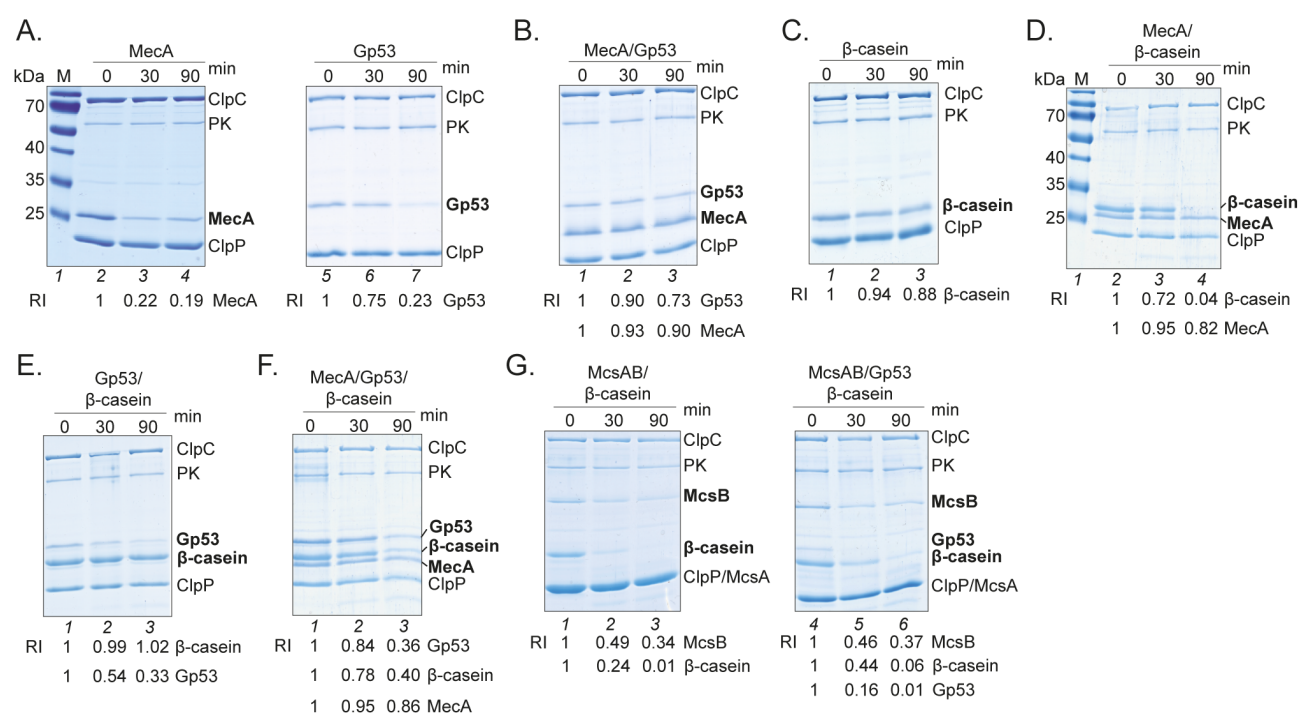 A.
MecA
0 30 90 min
kDa M
70
40
35
25
ClpC
PK
MecA
ClpP
1 2 3 4
RI 1 0.22 0.19 MecA
Gp53
0 30 90 min
ClpC
PK
Gp53
ClpP
5 6 7
RI 1 0.75 0.23 Gp53
B.
MecA/Gp53
0 30 90 min
ClpC
PK
Gp53
MecA
ClpP
1 2 3
RI 1 0.90 0.73 Gp53
1 0.93 0.90 MecA
C.
β-casein
0 30 90 min
ClpC
PK
β-casein
ClpP
1 2 3
RI 1 0.94 0.88 β-casein
D.
MecA/
β-casein
0 30 90 min
kDa M
70
40
35
25
ClpC
PK
β-casein
MecA
ClpP
1 2 3 4
RI 1 0.72 0.04 β-casein
1 0.95 0.82 MecA
E.
Gp53/
β-casein
0 30 90 min
ClpC
PK
Gp53
β-casein
ClpP
1 2 3
RI 1 0.99 1.02 β-casein
1 0.54 0.33 Gp53
F.
MecA/Gp53/
β-casein
0 30 90 min
ClpC
PK
Gp53
β-casein
MecA
ClpP
1 2 3
RI 1 0.84 0.36 Gp53
1 0.78 0.40 β-casein
1 0.95 0.86 MecA
G.
McsAB/
β-casein
0 30 90 min
ClpC
PK
McsB
β-casein
ClpP/McsA
1 2 3
RI 1 0.49 0.34 McsB
1 0.24 0.01 β-casein
McsAB/Gp53
β-casein
0 30 90 min
ClpC
PK
McsB
Gp53
β-casein
ClpP/McsA
4 5 6
RI 1 0.46 0.37 McsB
1 0.44 0.06 β-casein
1 0.16 0.01 Gp53